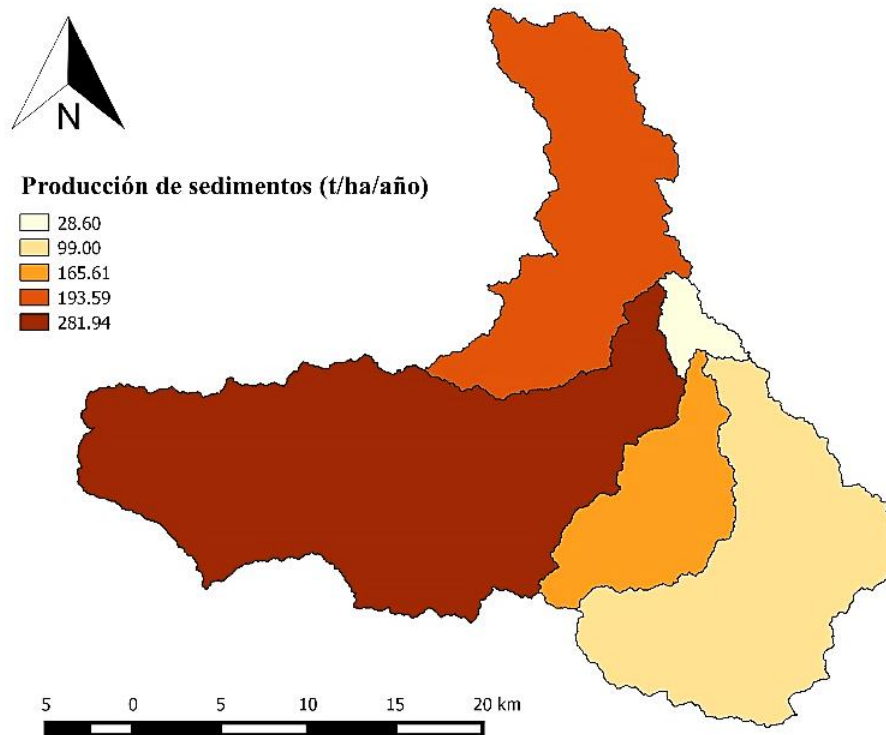 N
Producción de sedimentos (t/ha/año)
28.60
99.00
165.61
193.59
281.94
5 0 5 10 15 20 km